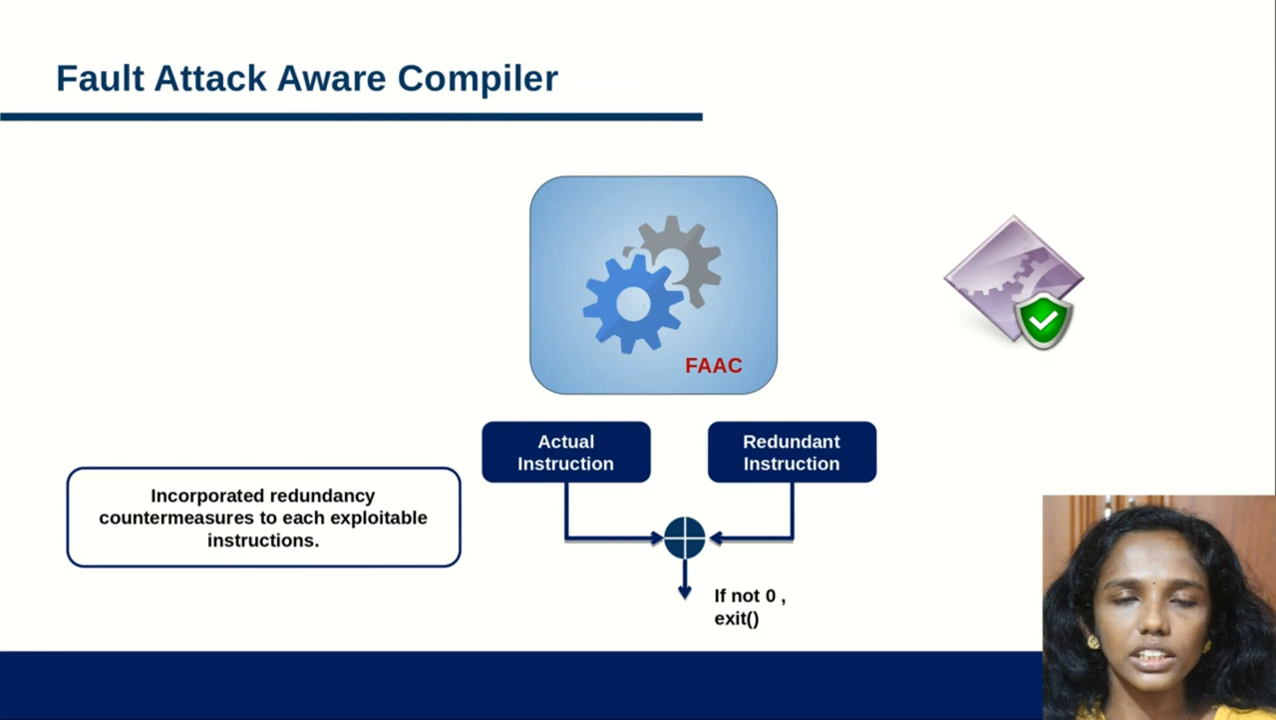 Fault Attack Aware Compiler
FAAC
Actual
Instruction
Redundant
Instruction
Incorporated redundancy
countermeasures to each exploitable
instructions.
If not 0 ,
exit()